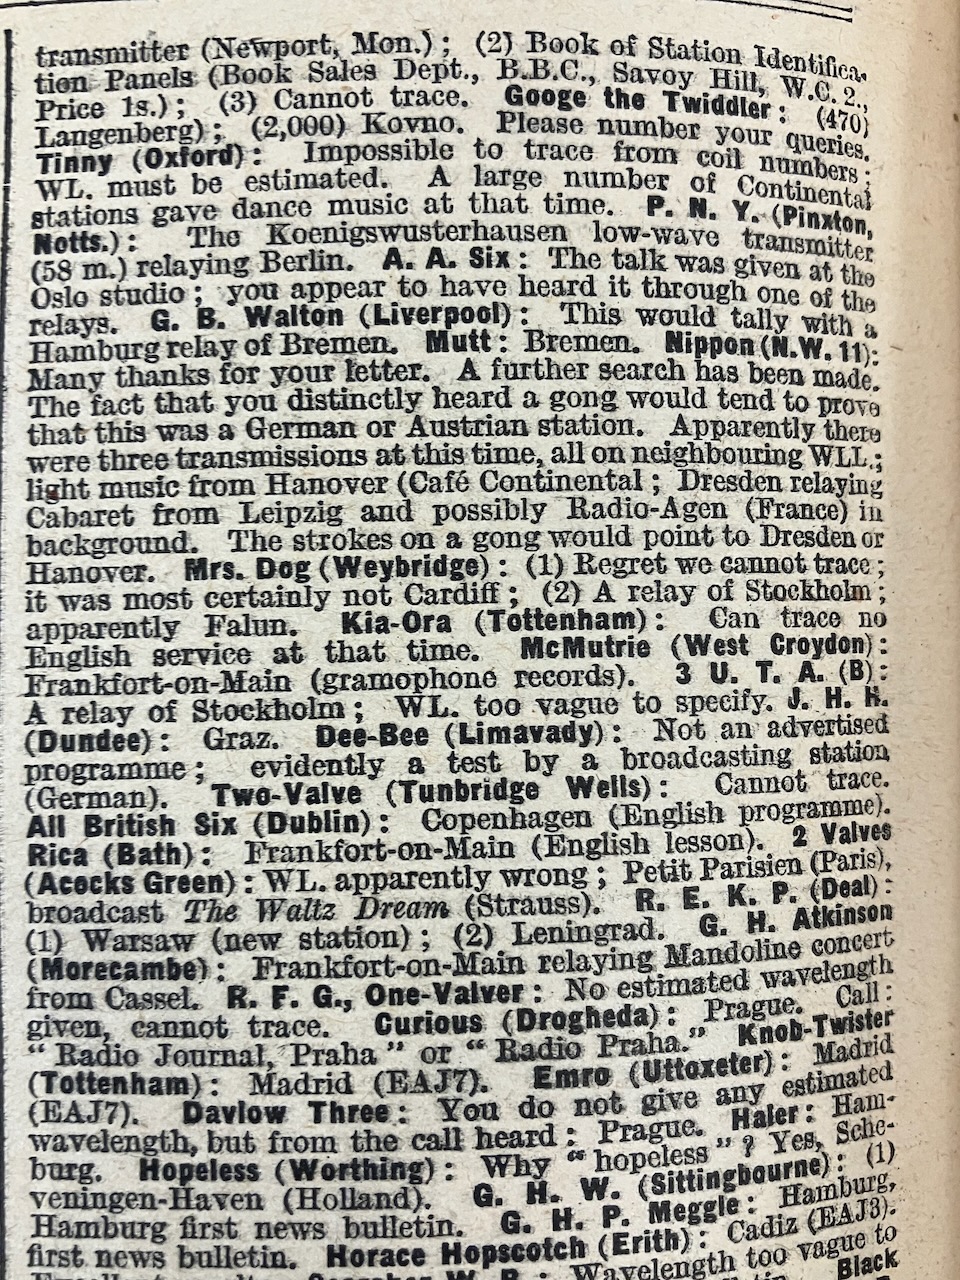 transmitter (Newport, Mon.); (2) Book of Station Identifica-
tion Panels (Book Sales Dept., B.B.C., Savoy Hill, W.C.2.,
Price 1s.); (3) Cannot trace. Googe the Twiddler: (470)
Langenberg); (2,000) Kovno. Please number your queries.
Tinny (Oxford): Impossible to trace from coil numbers;
WL. must be estimated. A large number of Continental
stations gave dance music at that time. P. N. Y. (Pinxton,
Notts.): The Koenigswusterhausen low-wave transmitter
(58 m.) relaying Berlin. A. A. Six: The talk was given at the
Oslo studio; you appear to have heard it through one of the
relays. G. B. Walton (Liverpool): This would tally with a
Hamburg relay of Bremen. Mutt: Bremen. Nippon (N.W. 11):
Many thanks for your letter. A further search has been made.
The fact that you distinctly heard a gong would tend to prove
that this was a German or Austrian station. Apparently there
were three transmissions at this time, all on neighbouring WLL.;
light music from Hanover (Café Continental; Dresden relaying
Cabaret from Leipzig and possibly Radio-Agen (France) in
background. The strokes on a gong would point to Dresden or
Hanover. Mrs. Dog (Weybridge): (1) Regret we cannot trace;
it was most certainly not Cardiff; (2) A relay of Stockholm;
apparently Falun. Kia-Ora (Tottenham): Can trace no
English service at that time. McMutrie (West Croydon):
Frankfort-on-Main (gramophone records). 3 U. T. A. (B):
A relay of Stockholm; WL. too vague to specify. J. H. H.
(Dundee): Graz. Dee-Bee (Limavady): Not an advertised
programme; evidently a test by a broadcasting station
(German). Two-Valve (Tunbridge Wells): Cannot trace.
All British Six (Dublin): Copenhagen (English programme).
Rica (Bath): Frankfort-on-Main (English lesson). 2 Valves
(Acocks Green): WL. apparently wrong; Petit Parisien (Paris),
broadcast The Waltz Dream (Strauss). R. E. K. P. (Deal):
(1) Warsaw (new station); (2) Leningrad. G. H. Atkinson
(Morecambe): Frankfort-on-Main relaying Mandoline concert
from Cassel. R. F. G., One-Valver: No estimated wavelength
given, cannot trace. Curious (Drogheda): Prague. Call:
“Radio Journal, Praha” or “Radio Praha.” Knob-Twister
(Tottenham): Madrid (EAJ7). Emro (Uttoxeter): Madrid
(EAJ7). Davlow Three: You do not give any estimated
wavelength, but from the call heard: Prague. Haler: Ham-
burg. Hopeless (Worthing): Why “hopeless”? Yes, Sche-
veningen-Haven (Holland). G. H. W. (Sittingbourne): (1)
Hamburg first news bulletin. G. H. P. Meggle: Hamburg,
first news bulletin. Horace Hopscotch (Erith): Cadiz (EAJ3).
Wavelength too vague to
Black